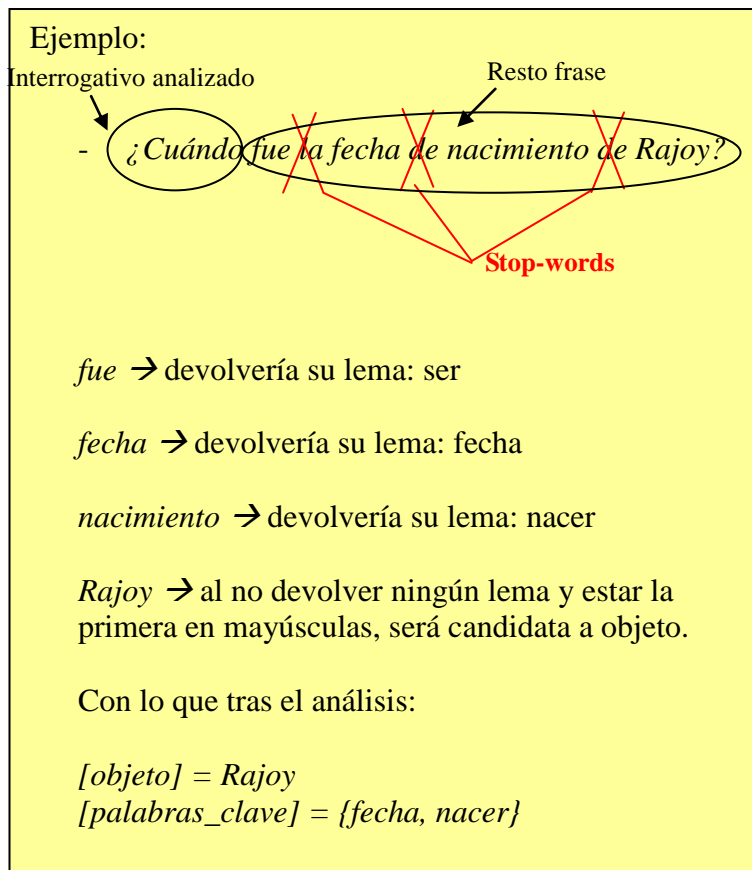 Ejemplo:
Interrogativo analizado
Resto frase
- ¿Cuándo fue la fecha de nacimiento de Rajoy?
Stop-words
fue → devolvería su lema: ser
fecha → devolvería su lema: fecha
nacimiento → devolvería su lema: nacer
Rajoy → al no devolver ningún lema y estar la
primera en mayúsculas, será candidata a objeto.
Con lo que tras el análisis:
[objeto] = Rajoy
[palabras_clave] = {fecha, nacer}